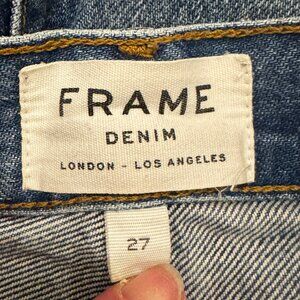 FRAME
DENIM
LONDON - LOS ANGELES
27